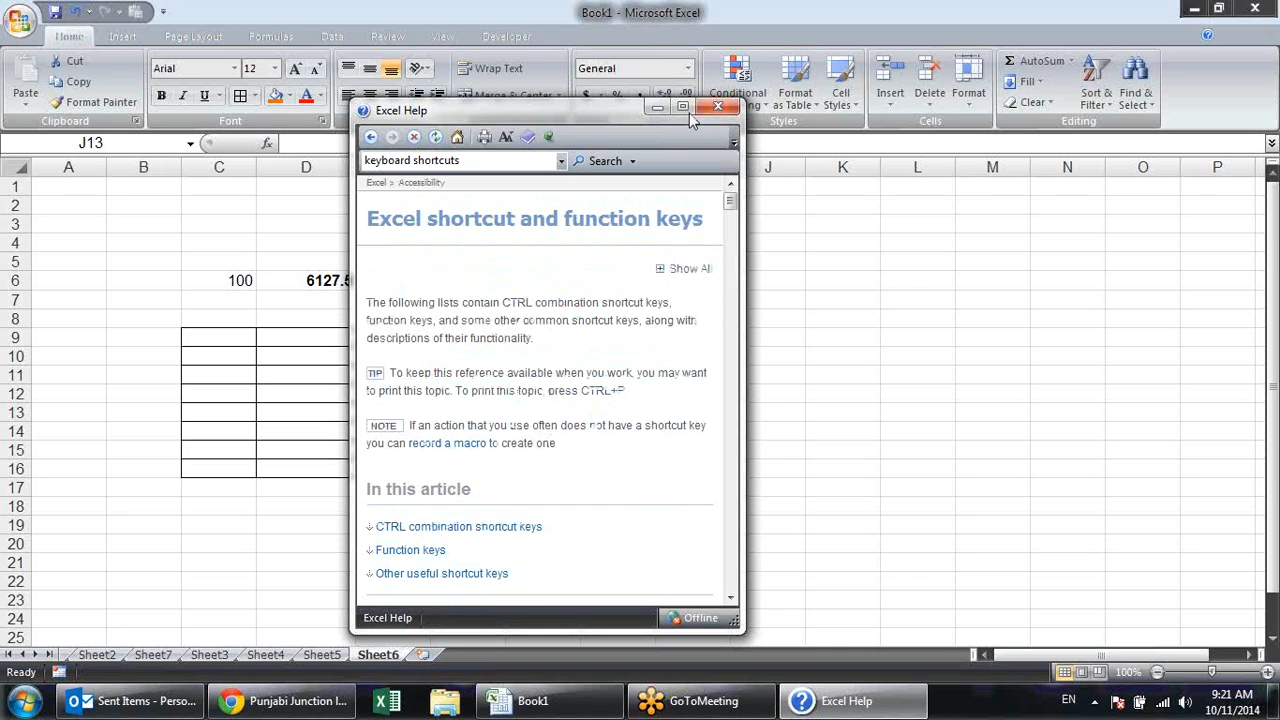 Book1 - Microsoft Excel
Home Insert Page Layout Formulas Data Review View Developer
Paste
Cut
Copy
Format Painter
Clipboard
Arial 12
B I U
Font
Wrap Text
Merge & Center
General
Conditional
Formatting
Format
as Table
Cell
Styles
Styles
Insert Delete Format
Cells
AutoSum
Fill
Clear
Sort &
Filter
Find &
Select
Editing
J13 fx
A B C D J K L M N O P
1
2
3
4
5
6 100 6127.5
7
8
9
10
11
12
13
14
15
16
17
18
19
20
21
22
23
24
25
Excel Help
keyboard shortcuts Search
Excel > Accessibility
Excel shortcut and function keys
Show All
The following lists contain CTRL combination shortcut keys,
function keys, and some other common shortcut keys, along with
descriptions of their functionality.
TIP To keep this reference available when you work, you may want
to print this topic. To print this topic, press CTRL+P
NOTE If an action that you use often does not have a shortcut key
you can record a macro to create one
In this article
CTRL combination shortcut keys
Function keys
Other useful shortcut keys
Excel Help Offline
Sheet2 Sheet7 Sheet3 Sheet4 Sheet5 Sheet6
Ready 100%
Sent Items - Perso... Punjabi Junction I... Book1 GoToMeeting Excel Help EN
9:21 AM
10/11/2014